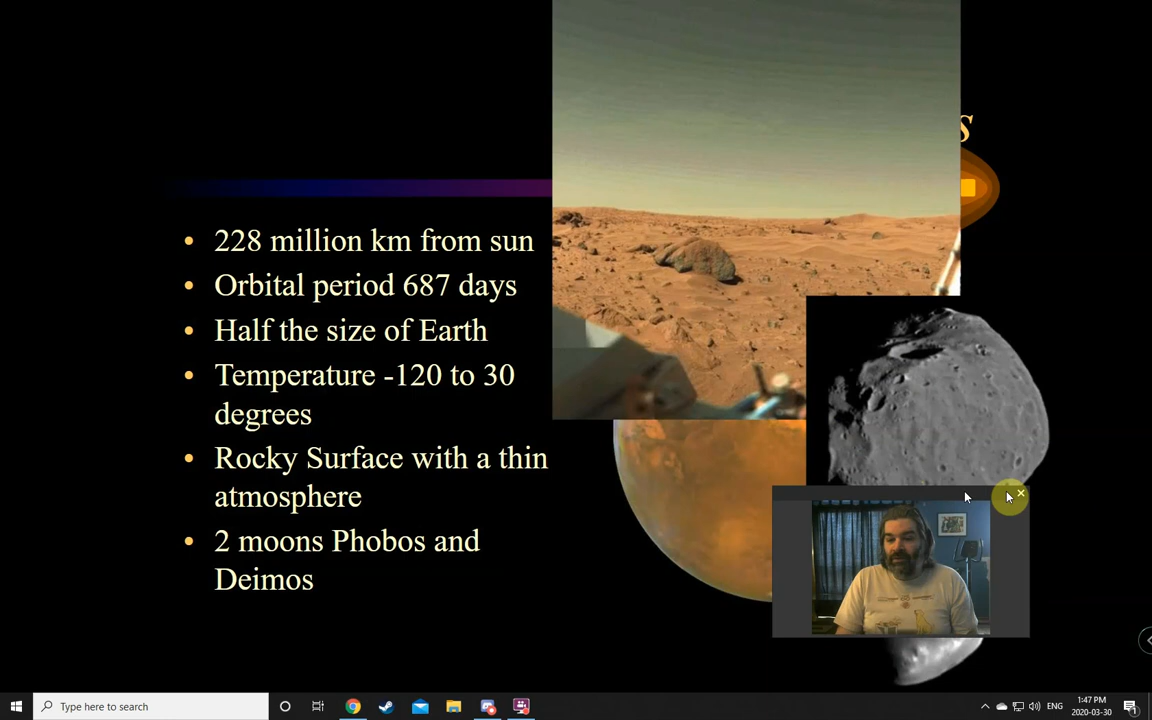 s
• 228 million km from sun
• Orbital period 687 days
• Half the size of Earth
• Temperature -120 to 30
degrees
• Rocky Surface with a thin
atmosphere
• 2 moons Phobos and
Deimos
Type here to search
ENG
1:47 PM
2020-03-30
1